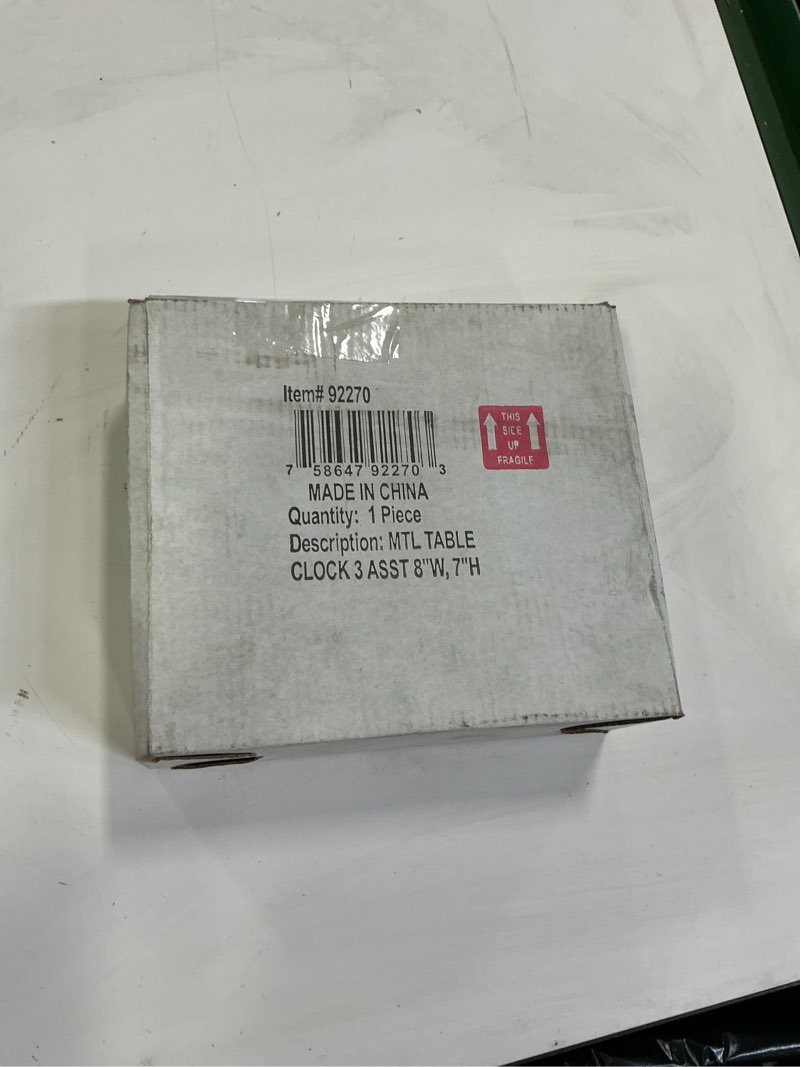 Item# 92270
7 58647 92270 3
MADE IN CHINA
Quantity: 1 Piece
Description: MTL TABLE
CLOCK 3 ASST 8"W, 7"H
THIS
SIDE
UP
FRAGILE